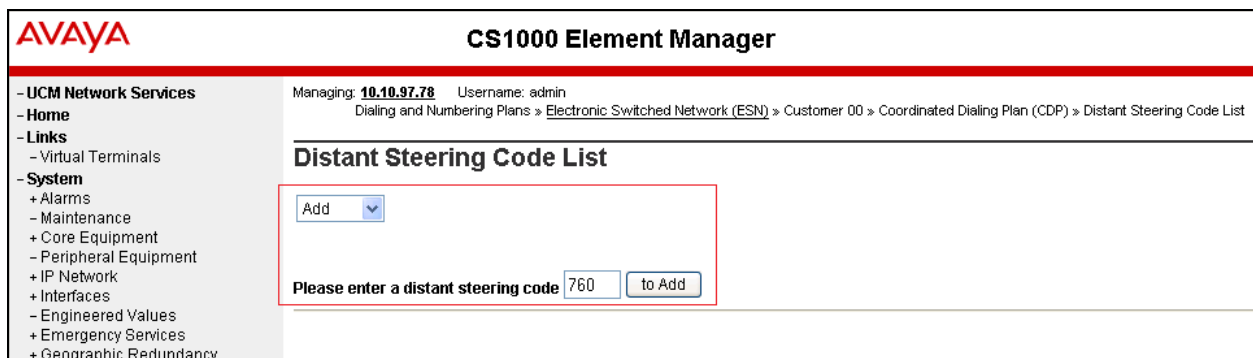 AVAYA
CS1000 Element Manager
- UCM Network Services
- Home
- Links
- Virtual Terminals
- System
+ Alarms
- Maintenance
+ Core Equipment
- Peripheral Equipment
+ IP Network
+ Interfaces
- Engineered Values
+ Emergency Services
+ Geographic Redundancy
Managing: 10.10.97.78 Username: admin
Dialing and Numbering Plans » Electronic Switched Network (ESN) » Customer 00 » Coordinated Dialing Plan (CDP) » Distant Steering Code List
Distant Steering Code List
Add
Please enter a distant steering code 760 to Add